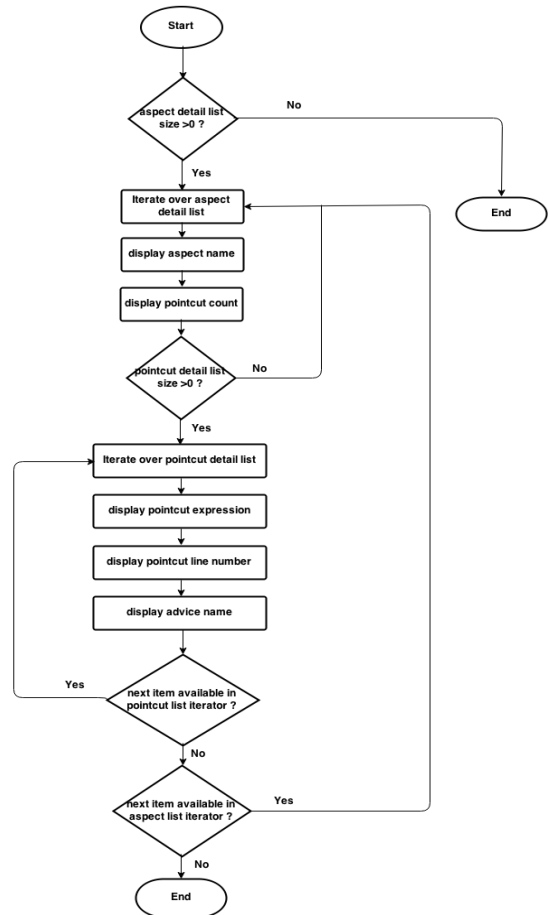 Start
aspect detail list
size >0 ?
No
Yes
Iterate over aspect
detail list
End
display aspect name
display pointcut count
pointcut detail list
size >0 ?
No
Yes
Iterate over pointcut detail list
display pointcut expression
display pointcut line number
display advice name
next item available in
pointcut list iterator ?
Yes
No
next item available in
aspect list iterator ?
Yes
No
End